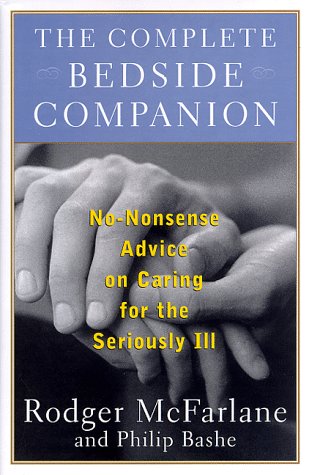 THE COMPLETE
BEDSIDE
COMPANION
No-Nonsense
Advice
on Caring
for the
Seriously Ill
Rodger McFarlane
and Philip Bashe